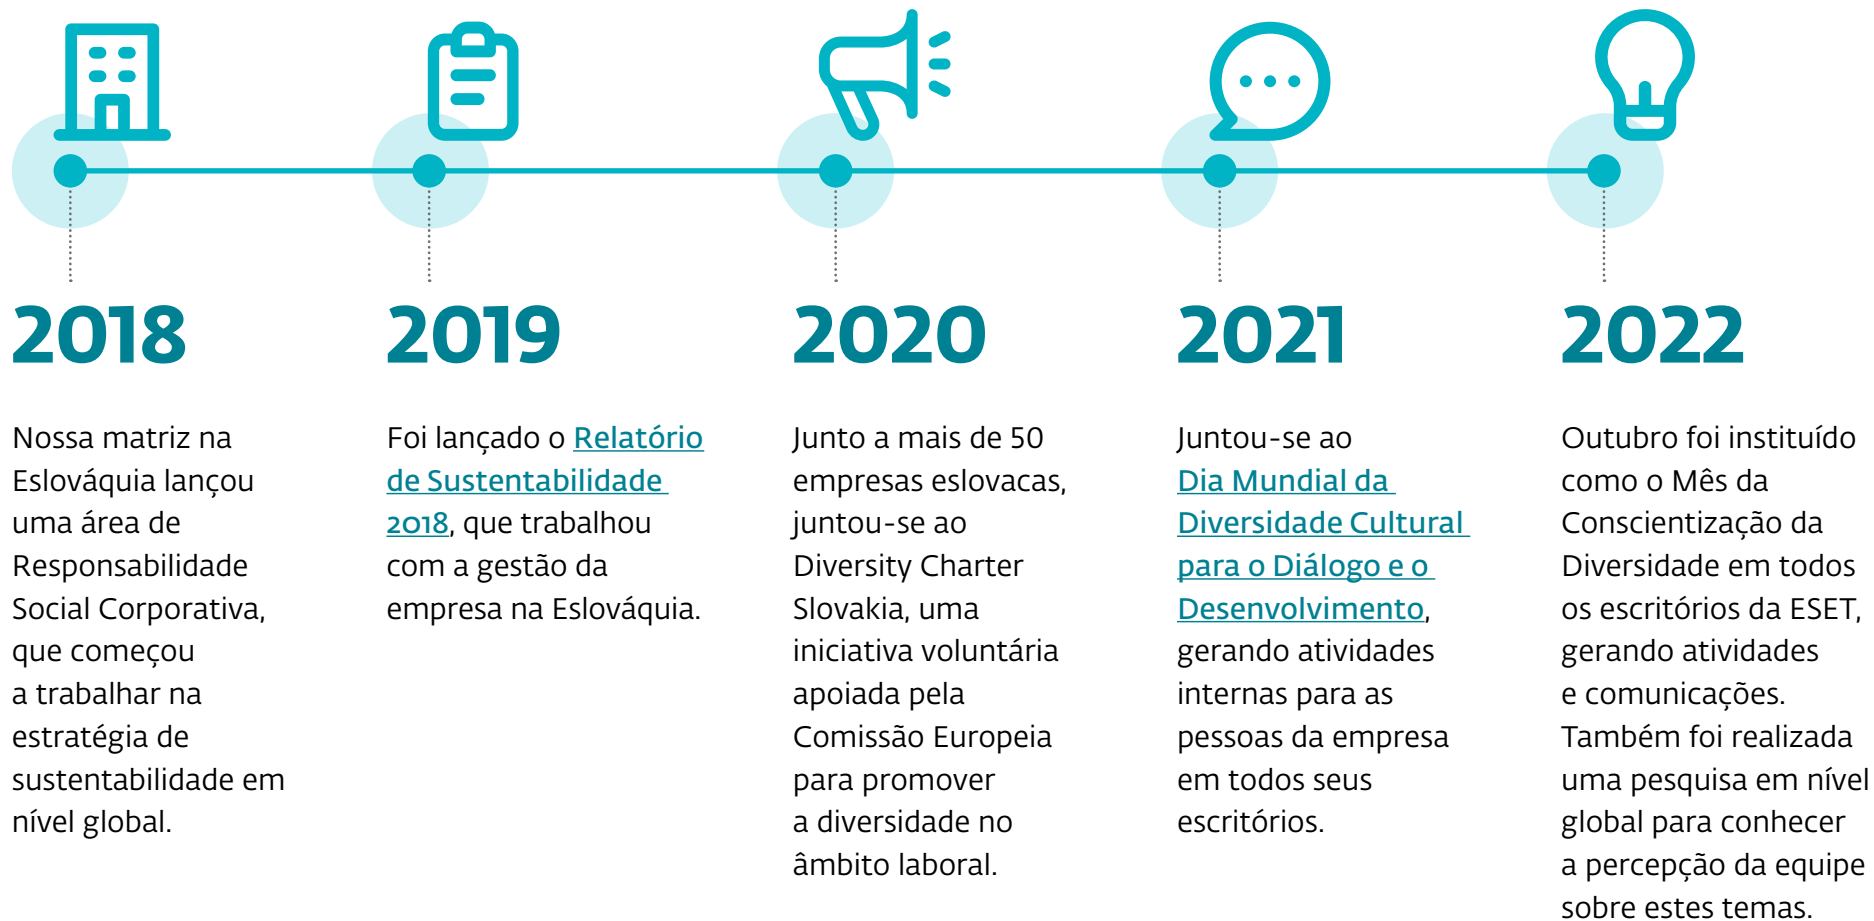 2018
Nossa matriz na
Eslováquia lançou
uma área de
Responsabilidade
Social Corporativa,
que começou
a trabalhar na
estratégia de
sustentabilidade em
nível global.
2019
Foi lançado o Relatório
de Sustentabilidade
2018, que trabalhou
com a gestão da
empresa na Eslováquia.
2020
Junto a mais de 50
empresas eslovacas,
juntou-se ao
Diversity Charter
Slovakia, uma
iniciativa voluntária
apoiada pela
Comissão Europeia
para promover
a diversidade no
âmbito laboral.
2021
Juntou-se ao
Dia Mundial da
Diversidade Cultural
para o Diálogo e o
Desenvolvimento,
gerando atividades
internas para as
pessoas da empresa
em todos seus
escritórios.
2022
Outubro foi instituído
como o Mês da
Conscientização da
Diversidade em todos
os escritórios da ESET,
gerando atividades
e comunicações.
Também foi realizada
uma pesquisa em nível
global para conhecer
a percepção da equipe
sobre estes temas.